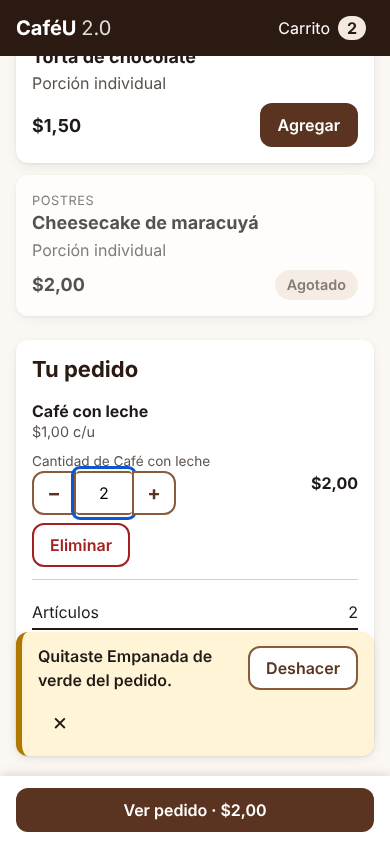 CaféU 2.0
Carrito 2
Torta de chocolate
Porción individual
$1,50
Agregar
POSTRES
Cheesecake de maracuyá
Porción individual
$2,00
Agotado
Tu pedido
Café con leche
$1,00 c/u
Cantidad de Café con leche
− 2 +
$2,00
Eliminar
Artículos 2
Quitaste Empanada de
verde del pedido.
Deshacer
✕
Ver pedido · $2,00